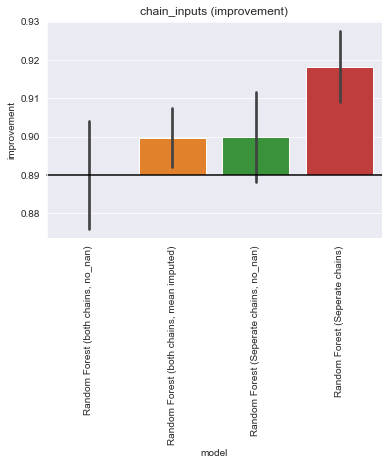 chain_inputs (improvement)
0.93
0.92
0.91
0.90
0.89
0.88
improvement
Random Forest (both chains, no_nan)
Random Forest (both chains, mean imputed)
Random Forest (Seperate chains, no_nan)
Random Forest (Seperate chains)
model